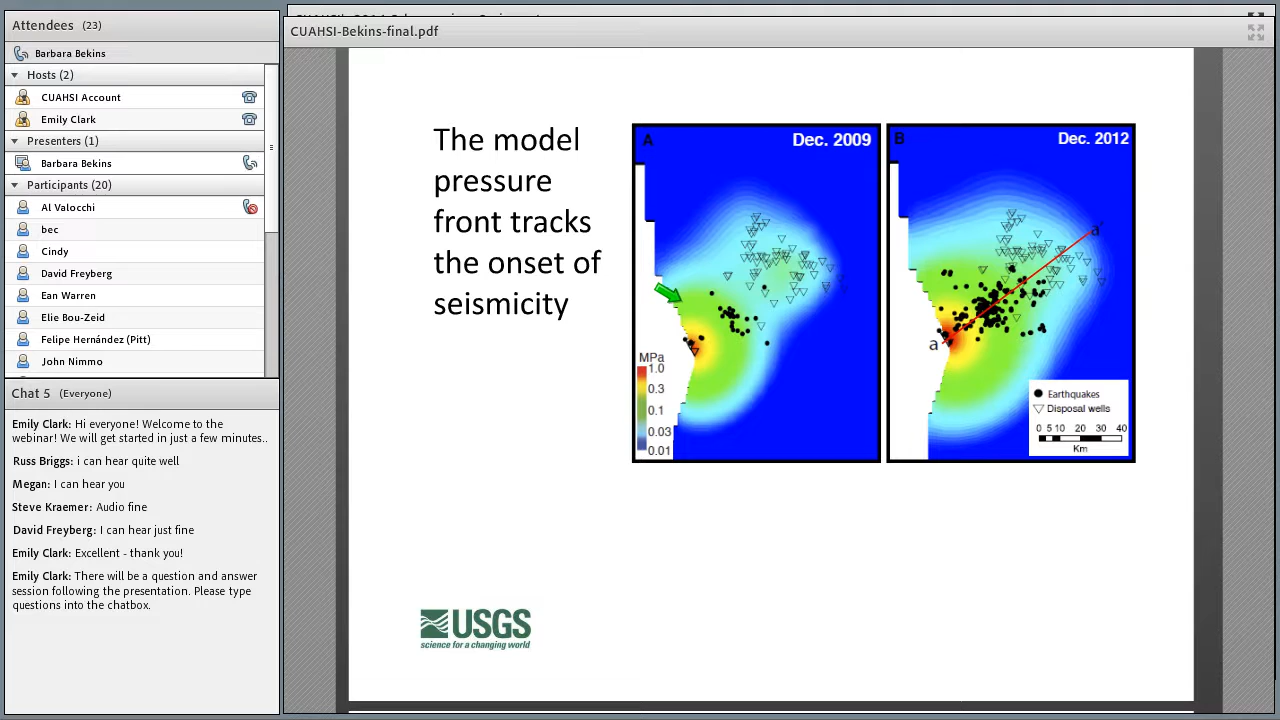 Attendees (23)
Barbara Bekins
Hosts (2)
CUAHSI Account
Emily Clark
Presenters (1)
Barbara Bekins
Participants (20)
Al Valocchi
bec
Cindy
David Freyberg
Ean Warren
Elie Bou-Zeid
Felipe Hernández (Pitt)
John Nimmo
Chat 5 (Everyone)
Emily Clark: Hi everyone! Welcome to the
webinar! We will get started in just a few minutes..
Russ Briggs: i can hear quite well
Megan: I can hear you
Steve Kraemer: Audio fine
David Freyberg: I can hear just fine
Emily Clark: Excellent - thank you!
Emily Clark: There will be a question and answer
session following the presentation. Please type
questions into the chatbox.
CUAHSI-Bekins-final.pdf
The model
pressure
front tracks
the onset of
seismicity
A
Dec. 2009
MPa
1.0
0.3
0.1
0.03
0.01
B
Dec. 2012
a'
a
Earthquakes
Disposal wells
0 5 10 20 30 40
Km
USGS
science for a changing world